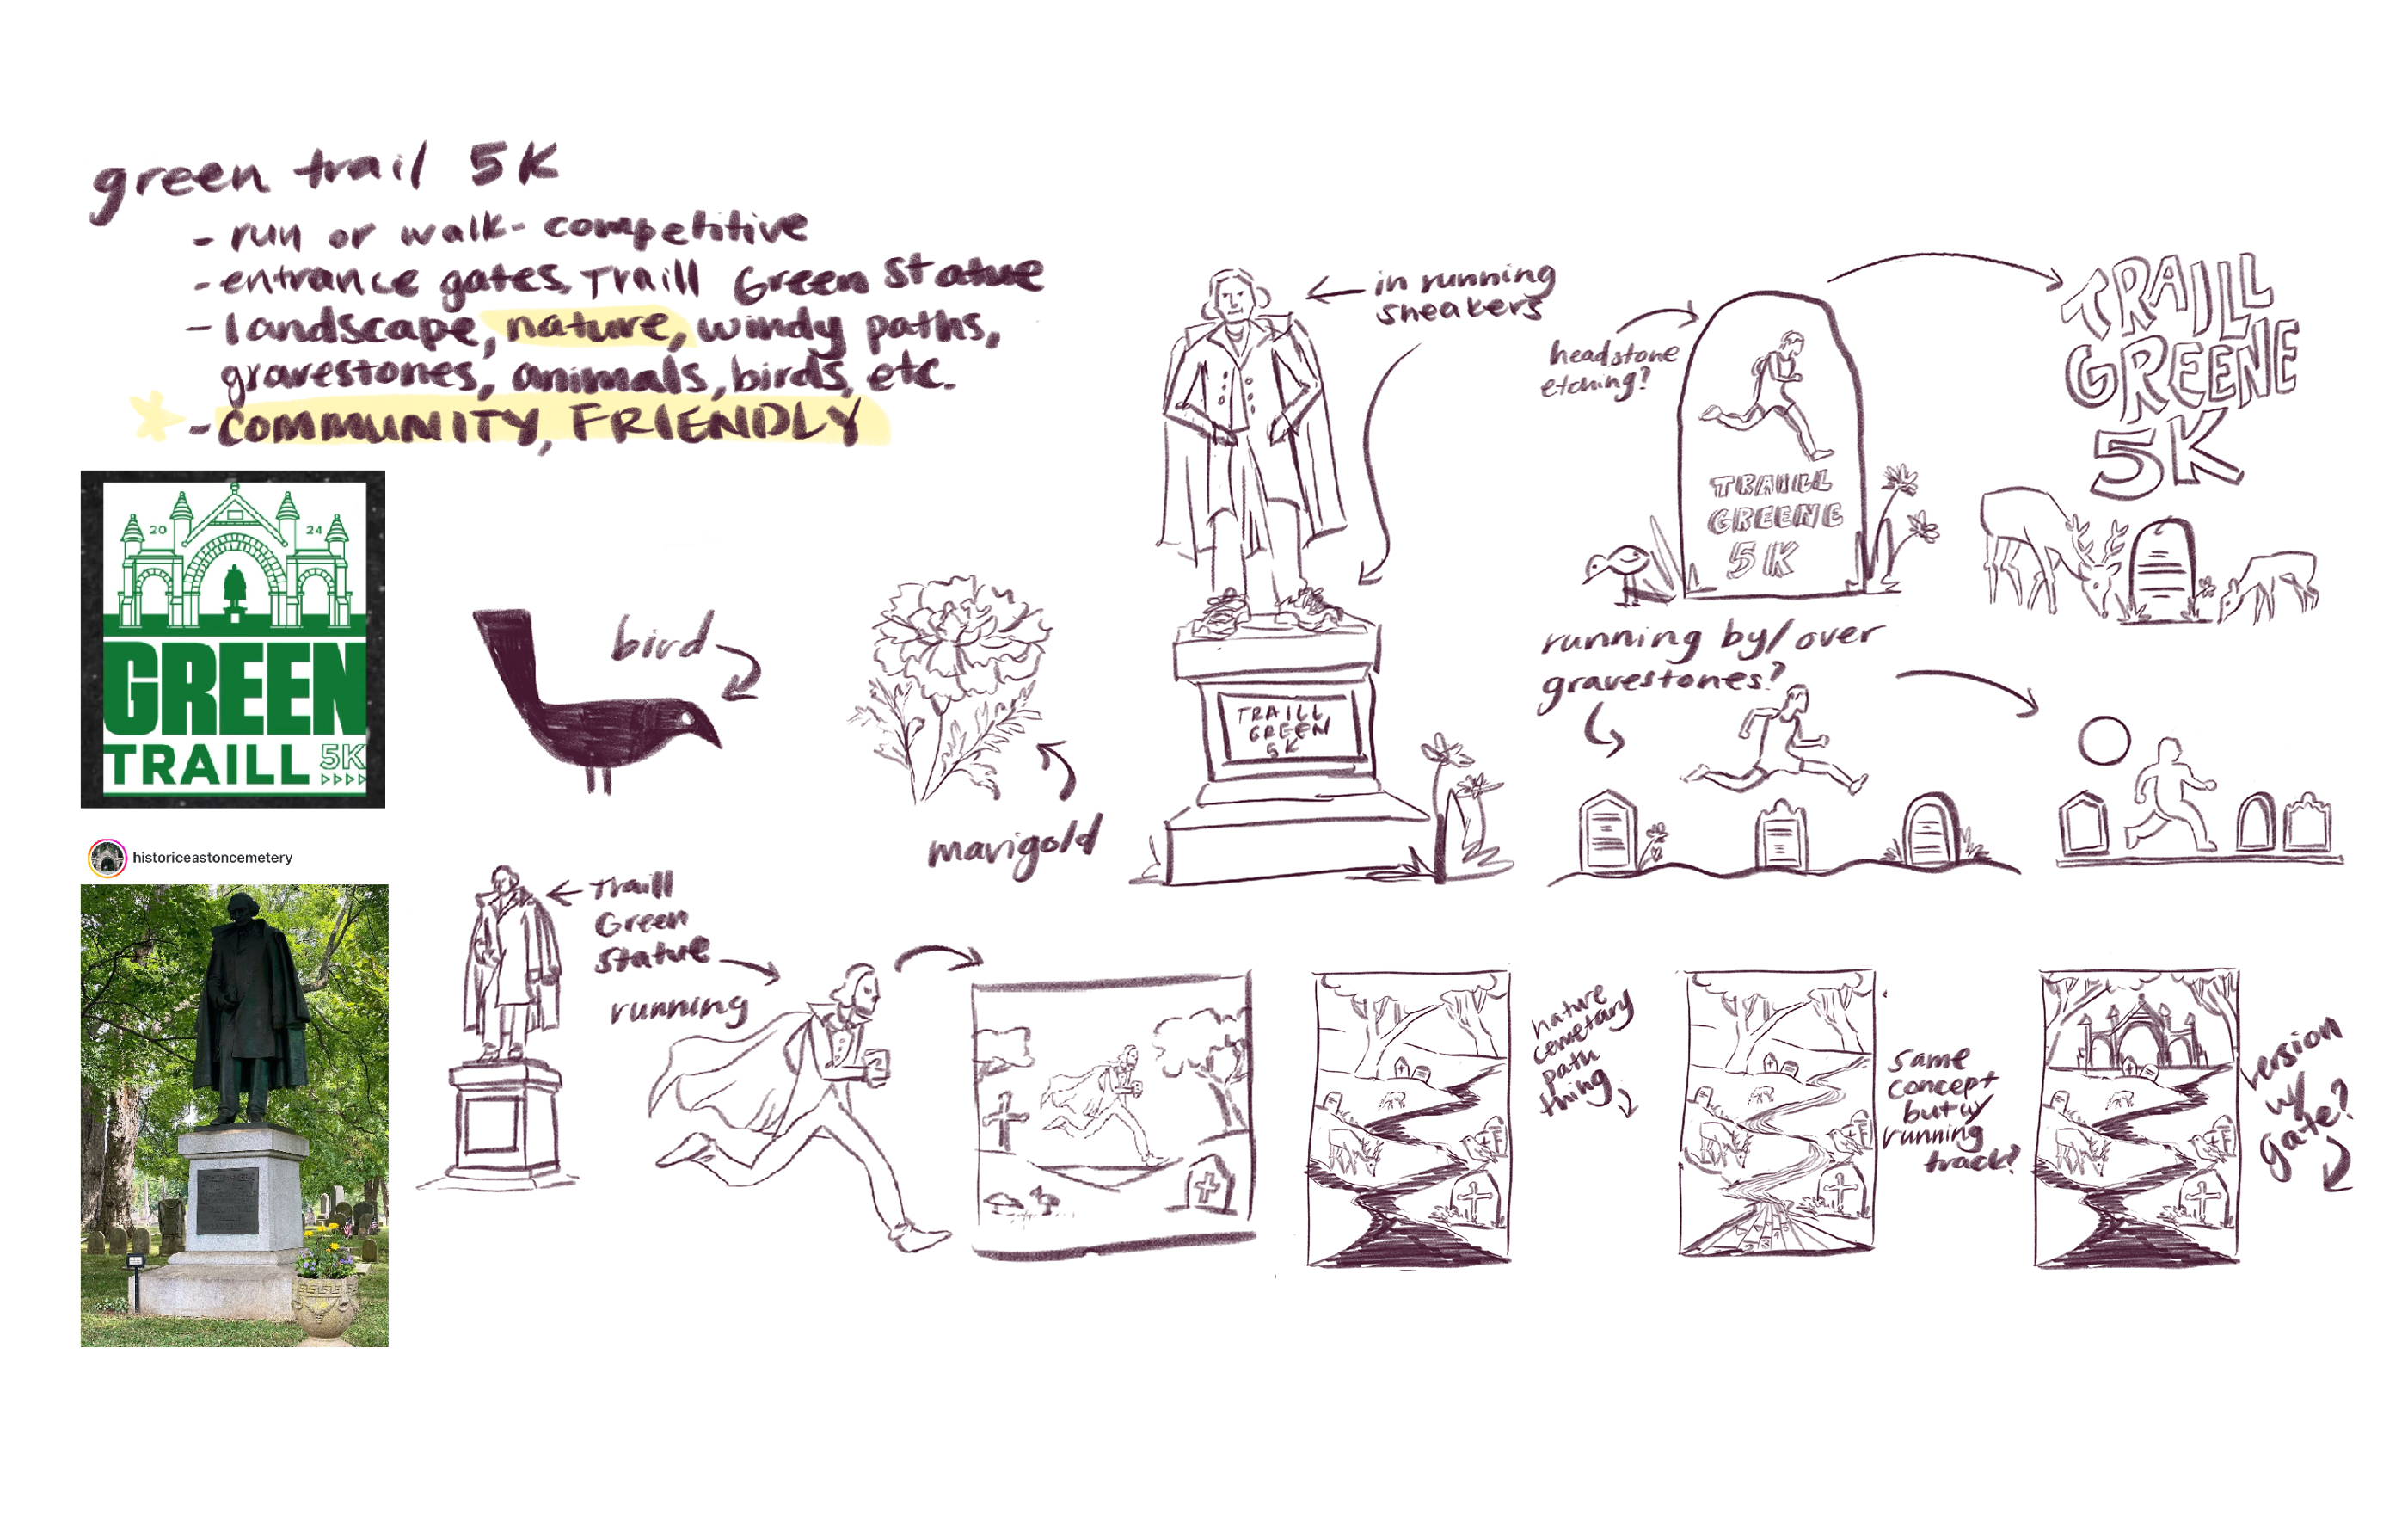 green trail 5K
- run or walk - competitive
- entrance gates, Traill Green Statue
- landscape, nature, windy paths,
gravestones, animals, birds, etc.
- COMMUNITY, FRIENDLY
20 24
GREEN
TRAILL 5K
historiceastoncemetery
bird
marigold
in running
sneakers
TRAILL
GREEN
5K
headstone
etching?
TRAILL
GREENE
5K
TRAILL
GREENE
5K
running by/over
gravestones?
Traill
Green
Statue
running
nature
cemetary
path
thing
same
concept
but w/
running
track?
version
w/
gate?